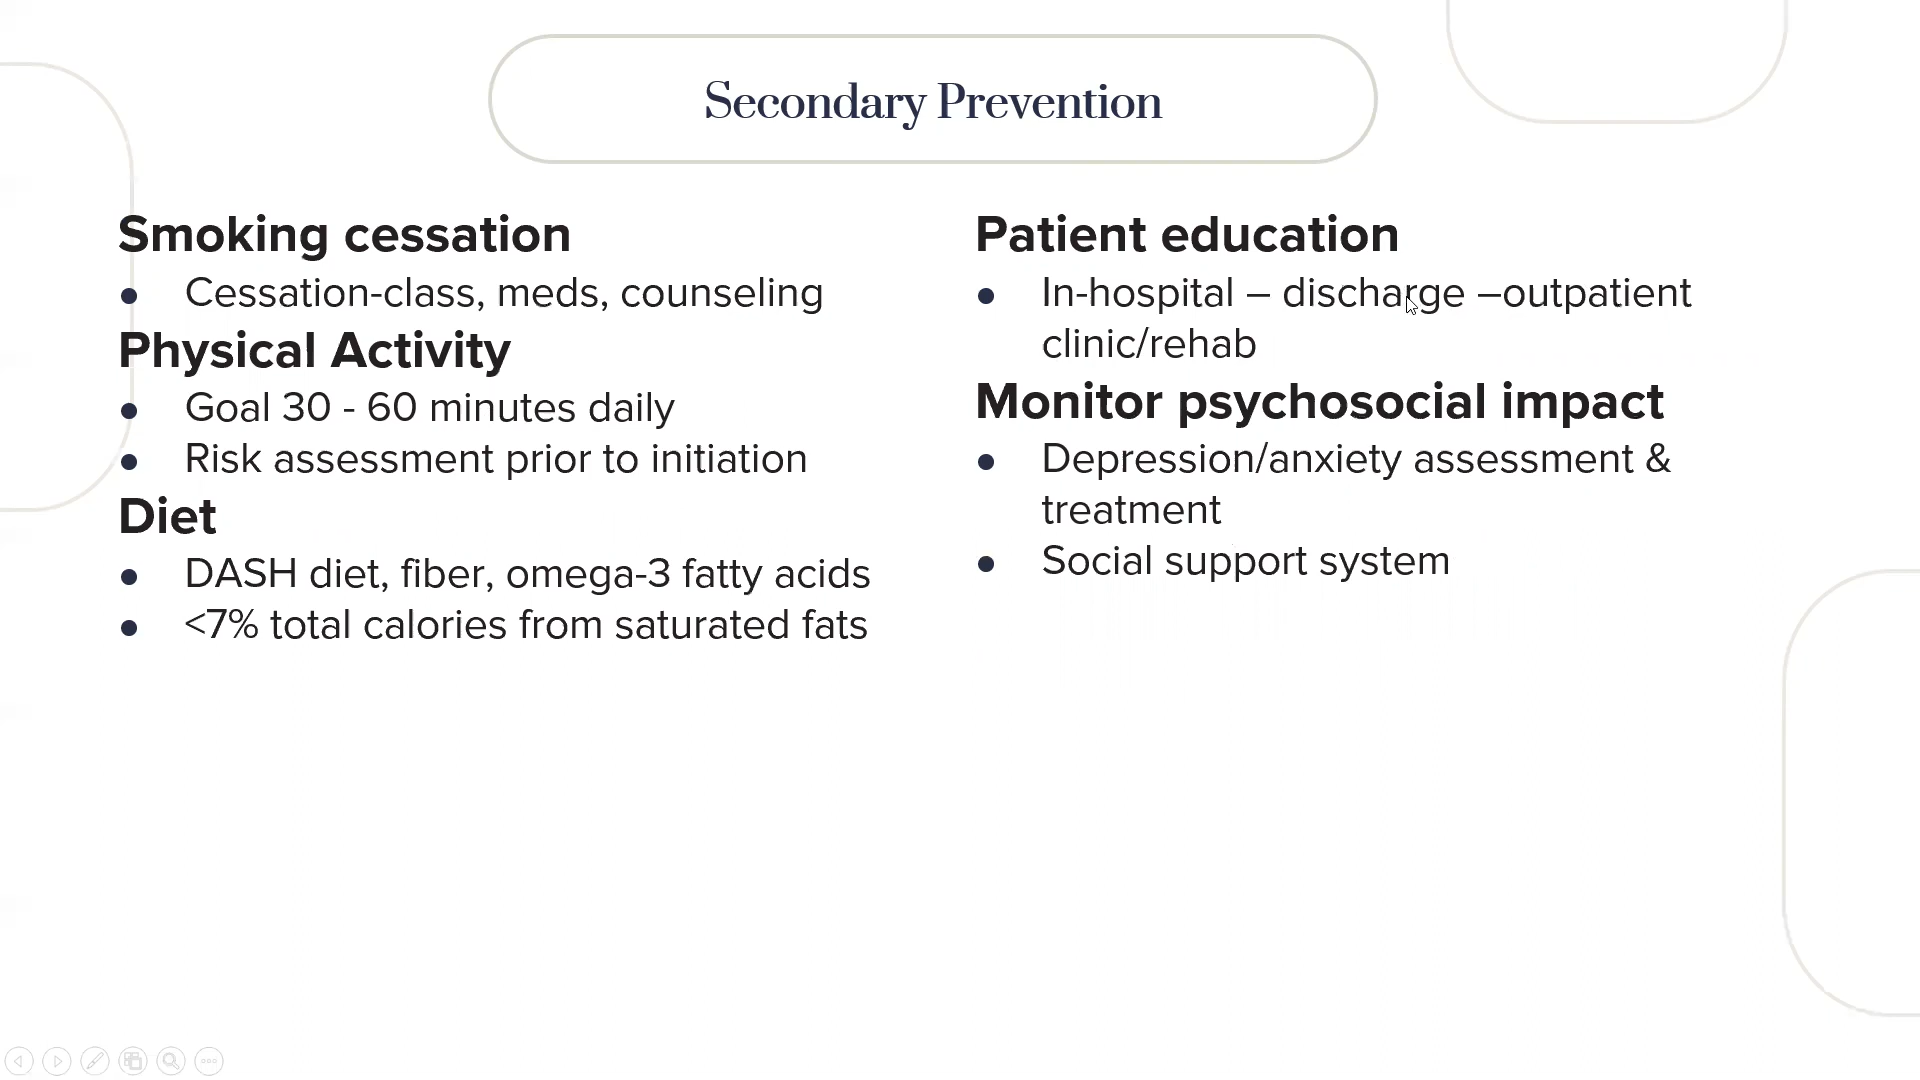 Secondary Prevention
Smoking cessation
● Cessation-class, meds, counseling
Physical Activity
● Goal 30 - 60 minutes daily
● Risk assessment prior to initiation
Diet
● DASH diet, fiber, omega-3 fatty acids
● <7% total calories from saturated fats
Patient education
● In-hospital – discharge –outpatient
clinic/rehab
Monitor psychosocial impact
● Depression/anxiety assessment &
treatment
● Social support system